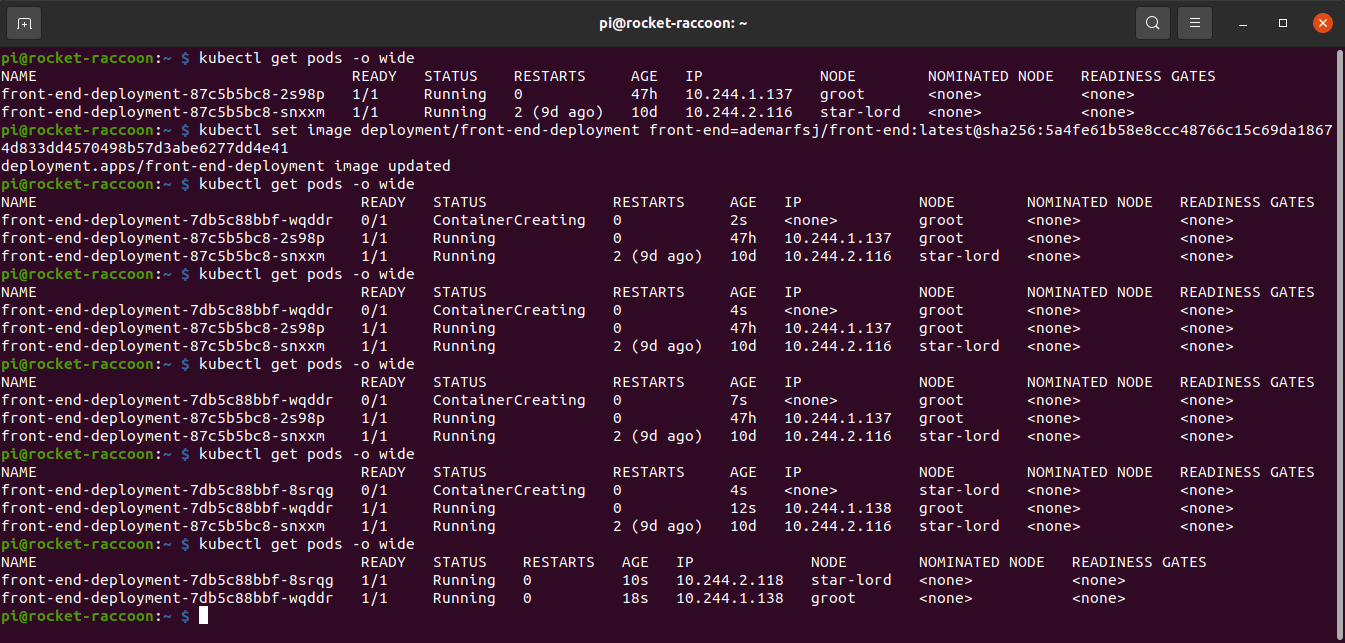 pi@rocket-raccoon: ~
pi@rocket-raccoon:~ $ kubectl get pods -o wide
NAME READY STATUS RESTARTS AGE IP NODE NOMINATED NODE READINESS GATES
front-end-deployment-87c5b5bc8-2s98p 1/1 Running 0 47h 10.244.1.137 groot <none> <none>
front-end-deployment-87c5b5bc8-snxxm 1/1 Running 2 (9d ago) 10d 10.244.2.116 star-lord <none> <none>
pi@rocket-raccoon:~ $ kubectl set image deployment/front-end-deployment front-end=ademarfsj/front-end:latest@sha256:5a4fe61b58e8ccc48766c15c69da1867
4d833dd4570498b57d3abe6277dd4e41
deployment.apps/front-end-deployment image updated
pi@rocket-raccoon:~ $ kubectl get pods -o wide
NAME READY STATUS RESTARTS AGE IP NODE NOMINATED NODE READINESS GATES
front-end-deployment-7db5c88bbf-wqddr 0/1 ContainerCreating 0 2s <none> groot <none> <none>
front-end-deployment-87c5b5bc8-2s98p 1/1 Running 0 47h 10.244.1.137 groot <none> <none>
front-end-deployment-87c5b5bc8-snxxm 1/1 Running 2 (9d ago) 10d 10.244.2.116 star-lord <none> <none>
pi@rocket-raccoon:~ $ kubectl get pods -o wide
NAME READY STATUS RESTARTS AGE IP NODE NOMINATED NODE READINESS GATES
front-end-deployment-7db5c88bbf-wqddr 0/1 ContainerCreating 0 4s <none> groot <none> <none>
front-end-deployment-87c5b5bc8-2s98p 1/1 Running 0 47h 10.244.1.137 groot <none> <none>
front-end-deployment-87c5b5bc8-snxxm 1/1 Running 2 (9d ago) 10d 10.244.2.116 star-lord <none> <none>
pi@rocket-raccoon:~ $ kubectl get pods -o wide
NAME READY STATUS RESTARTS AGE IP NODE NOMINATED NODE READINESS GATES
front-end-deployment-7db5c88bbf-wqddr 0/1 ContainerCreating 0 7s <none> groot <none> <none>
front-end-deployment-87c5b5bc8-2s98p 1/1 Running 0 47h 10.244.1.137 groot <none> <none>
front-end-deployment-87c5b5bc8-snxxm 1/1 Running 2 (9d ago) 10d 10.244.2.116 star-lord <none> <none>
pi@rocket-raccoon:~ $ kubectl get pods -o wide
NAME READY STATUS RESTARTS AGE IP NODE NOMINATED NODE READINESS GATES
front-end-deployment-7db5c88bbf-8srqg 0/1 ContainerCreating 0 4s <none> star-lord <none> <none>
front-end-deployment-7db5c88bbf-wqddr 1/1 Running 0 12s 10.244.1.138 groot <none> <none>
front-end-deployment-87c5b5bc8-snxxm 1/1 Running 2 (9d ago) 10d 10.244.2.116 star-lord <none> <none>
pi@rocket-raccoon:~ $ kubectl get pods -o wide
NAME READY STATUS RESTARTS AGE IP NODE NOMINATED NODE READINESS GATES
front-end-deployment-7db5c88bbf-8srqg 1/1 Running 0 10s 10.244.2.118 star-lord <none> <none>
front-end-deployment-7db5c88bbf-wqddr 1/1 Running 0 18s 10.244.1.138 groot <none> <none>
pi@rocket-raccoon:~ $